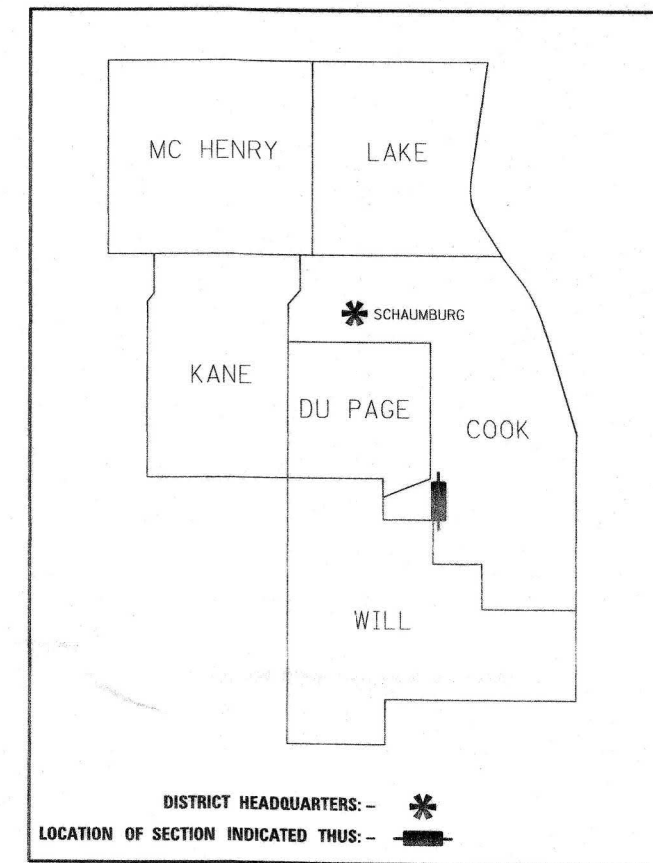 MC HENRY
LAKE
SCHAUMBURG
KANE
DU PAGE
COOK
WILL
DISTRICT HEADQUARTERS: –
LOCATION OF SECTION INDICATED THUS: –